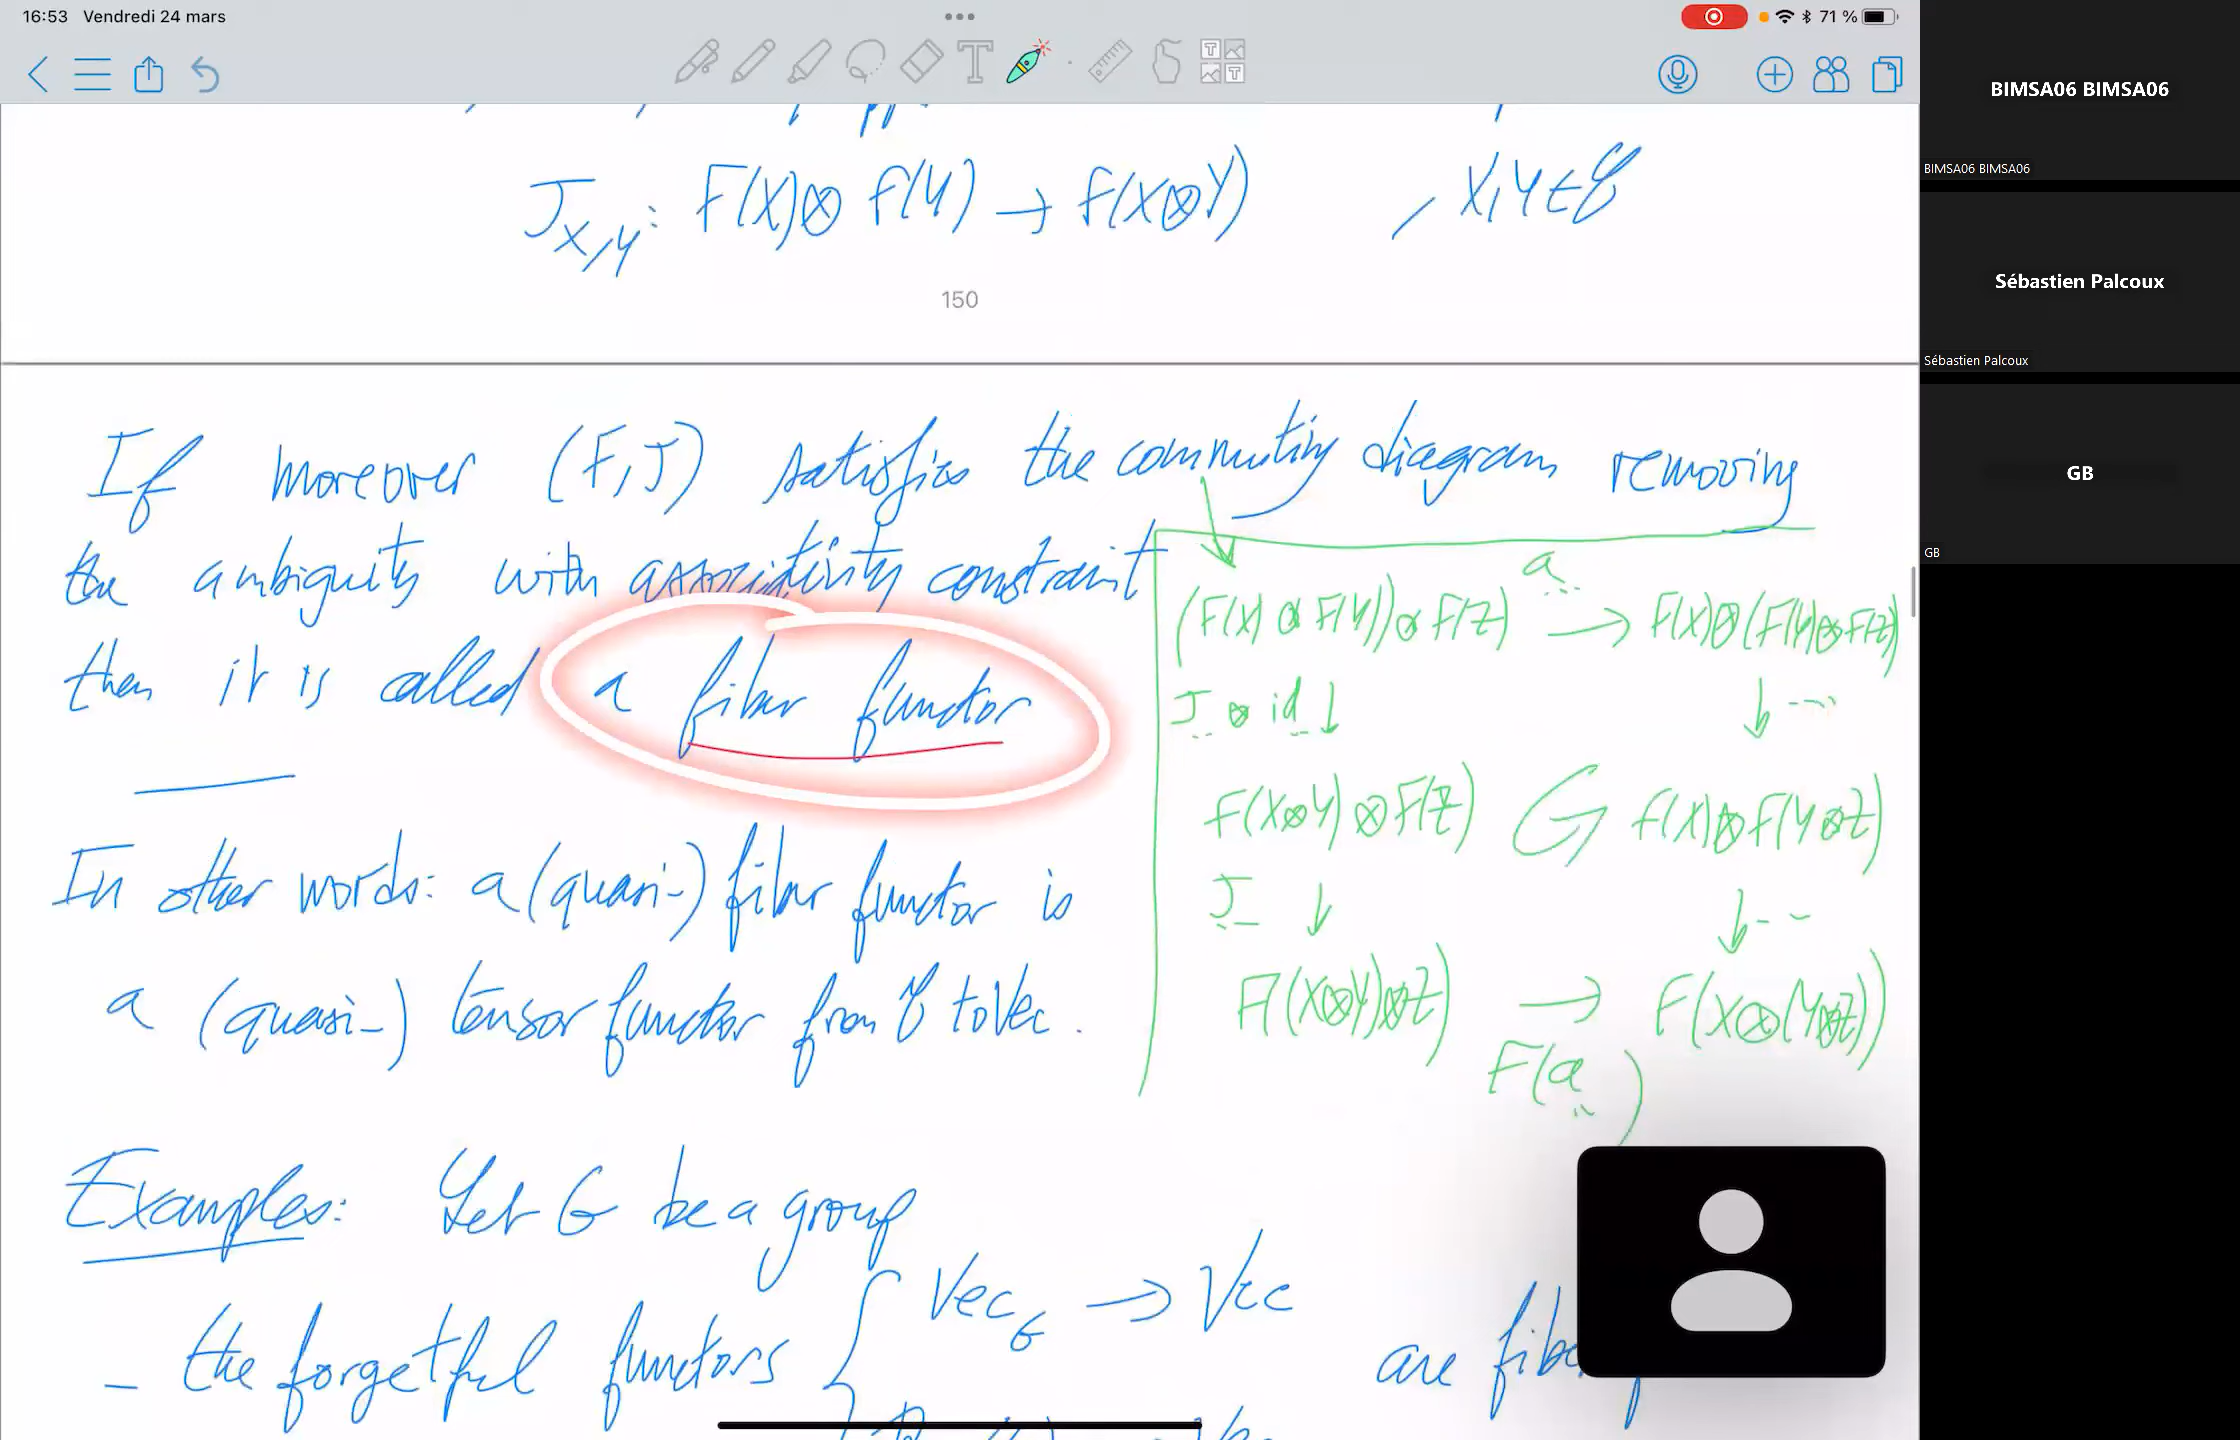 16:53 Vendredi 24 mars
71 %
J_{X,Y}: F(X)⊗F(Y) → F(X⊗Y) , X,Y∈𝒞
150
If moreover (F,J) satisfies the commuting diagram removing
the ambiguity with associativity constraint
then it is called a fiber functor
In other words: a (quasi-) fiber functor is
a (quasi-) tensor functor from 𝒞 to Vec.
a...
(F(X)⊗F(Y))⊗F(Z) → F(X)⊗(F(Y)⊗F(Z))
J..⊗id.. ↓ ↓ ...
F(X⊗Y)⊗F(Z) F(X)⊗F(Y⊗Z)
J.. ↓ ↓ ...
F((X⊗Y)⊗Z) → F(X⊗(Y⊗Z))
F(a...)
Examples: Let G be a group
- the forgetful functors { Vec_G → Vec are
BIMSA06 BIMSA06
BIMSA06 BIMSA06
Sébastien Palcoux
Sébastien Palcoux
GB
GB